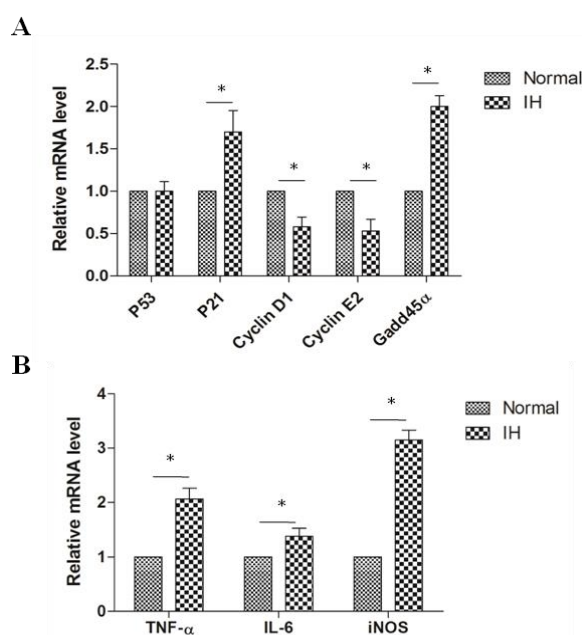 A
Relative mRNA level
2.5
2.0
1.5
1.0
0.5
0.0
*
*
*
*
Normal
IH
P53
P21
Cyclin D1
Cyclin E2
Gadd45α
B
Relative mRNA level
4
3
2
1
0
*
*
*
Normal
IH
TNF-α
IL-6
iNOS